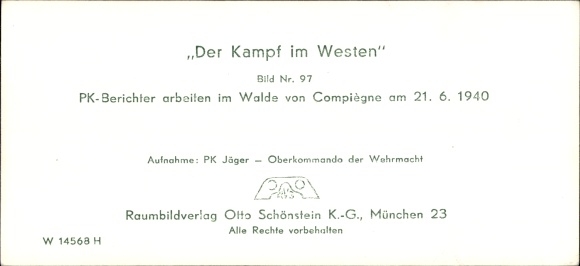 „Der Kampf im Westen"
Bild Nr. 97
PK-Berichter arbeiten im Walde von Compiègne am 21. 6. 1940
Aufnahme: PK Jäger – Oberkommando der Wehrmacht
Raumbildverlag Otto Schönstein K.-G., München 23
Alle Rechte vorbehalten
W 14568 H